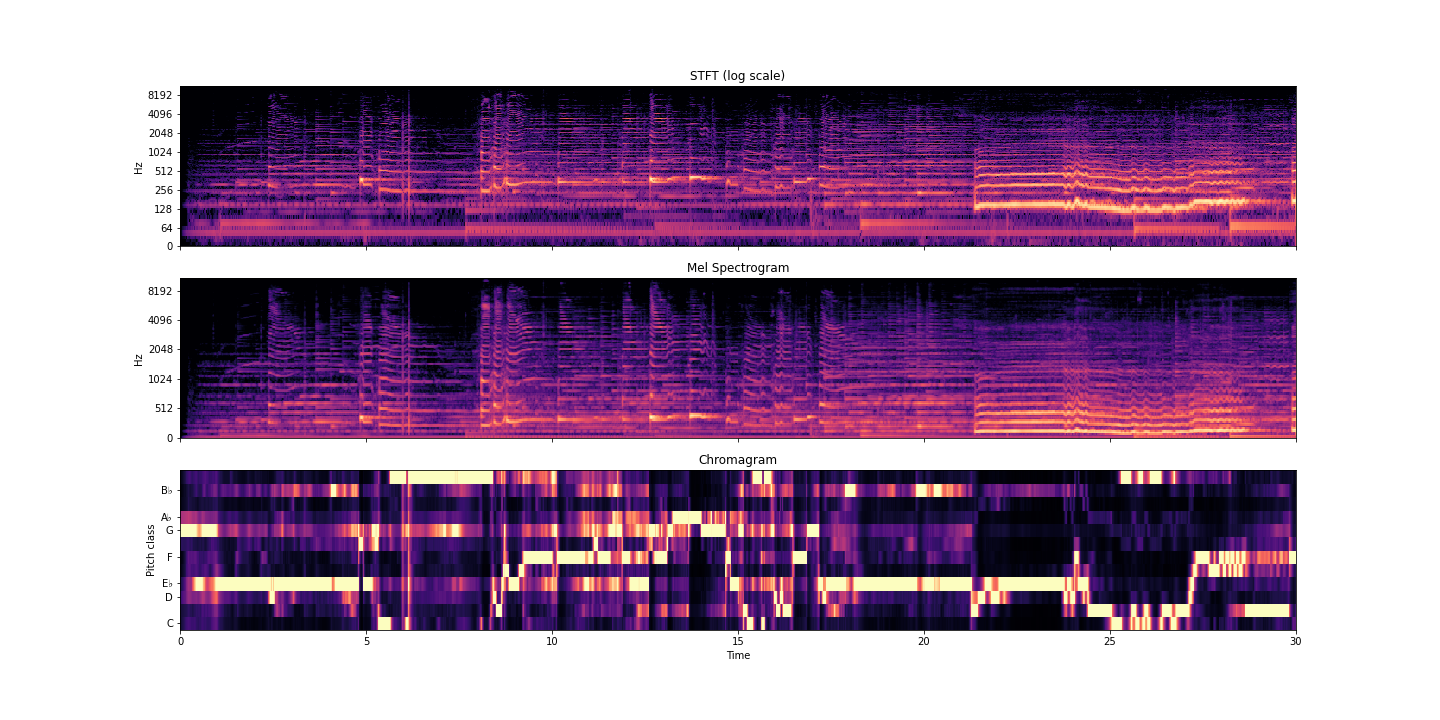 STFT (log scale)
8192
4096
2048
1024
512
256
128
64
0
Hz
Mel Spectrogram
8192
4096
2048
1024
512
0
Hz
Chromagram
B♭
A♭
G
F
E♭
D
C
Pitch class
0 5 10 15 20 25 30
Time